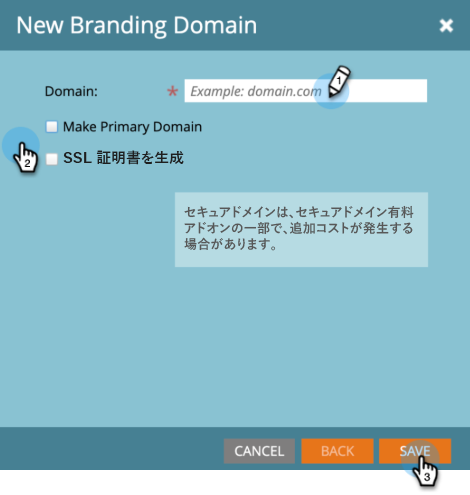 New Branding Domain
Domain: * Example: domain.com 1
Make Primary Domain
2
SSL 証明書を生成
セキュアドメインは、セキュアドメイン有料
アドオンの一部で、追加コストが発生する
場合があります。
CANCEL BACK SAVE
3